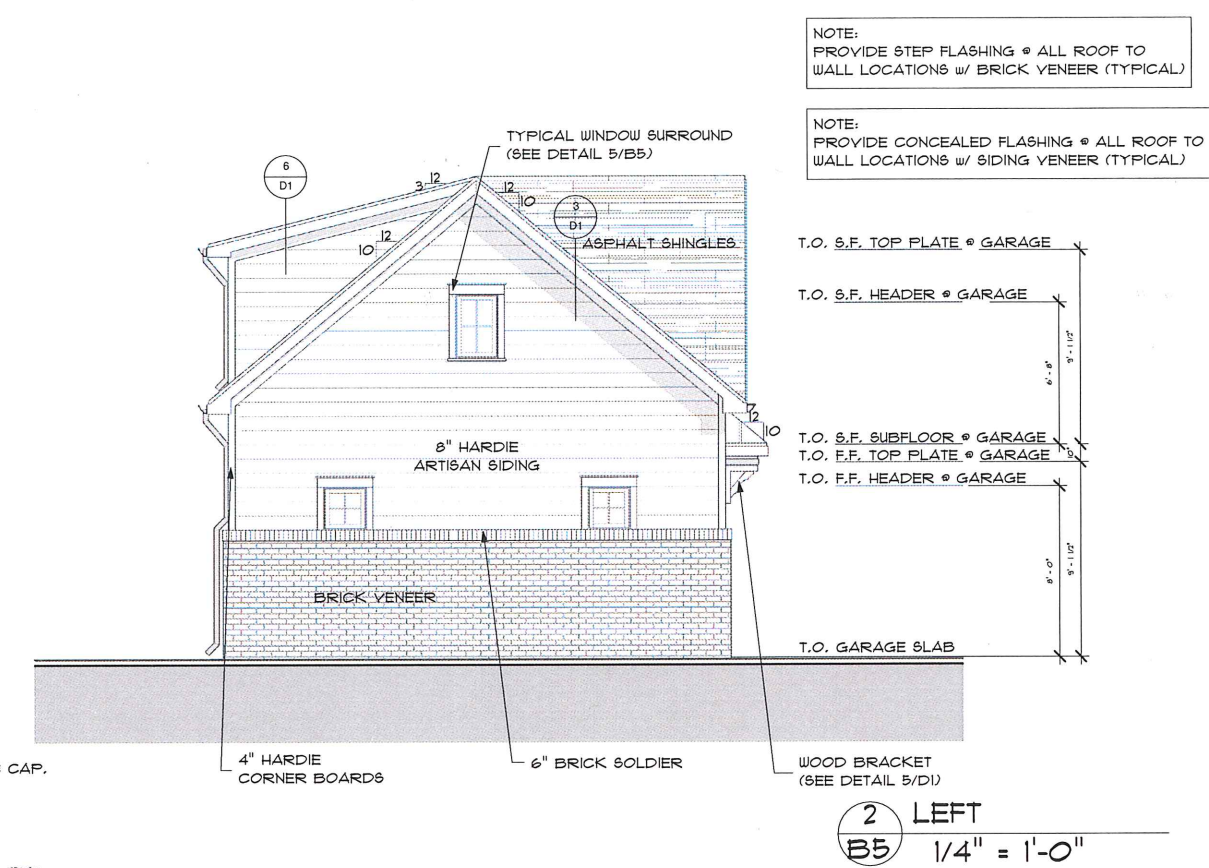 NOTE:
PROVIDE STEP FLASHING @ ALL ROOF TO
WALL LOCATIONS w/ BRICK VENEER (TYPICAL)
NOTE:
PROVIDE CONCEALED FLASHING @ ALL ROOF TO
WALL LOCATIONS w/ SIDING VENEER (TYPICAL)
TYPICAL WINDOW SURROUND
(SEE DETAIL 5/B5)
6
D1
3
12
12
10
3
D1
12
10
ASPHALT SHINGLES
T.O. S.F. TOP PLATE @ GARAGE
T.O. S.F. HEADER @ GARAGE
6' - 8"
9' - 1 1/2"
12
10
8" HARDIE
ARTISAN SIDING
T.O. S.F. SUBFLOOR @ GARAGE
T.O. F.F. TOP PLATE @ GARAGE
T.O. F.F. HEADER @ GARAGE
8' - 0"
9' - 1 1/2"
BRICK VENEER
T.O. GARAGE SLAB
CAP.
4" HARDIE
CORNER BOARDS
6" BRICK SOLDIER
WOOD BRACKET
(SEE DETAIL 5/D1)
2
B5
LEFT
1/4" = 1'-0"